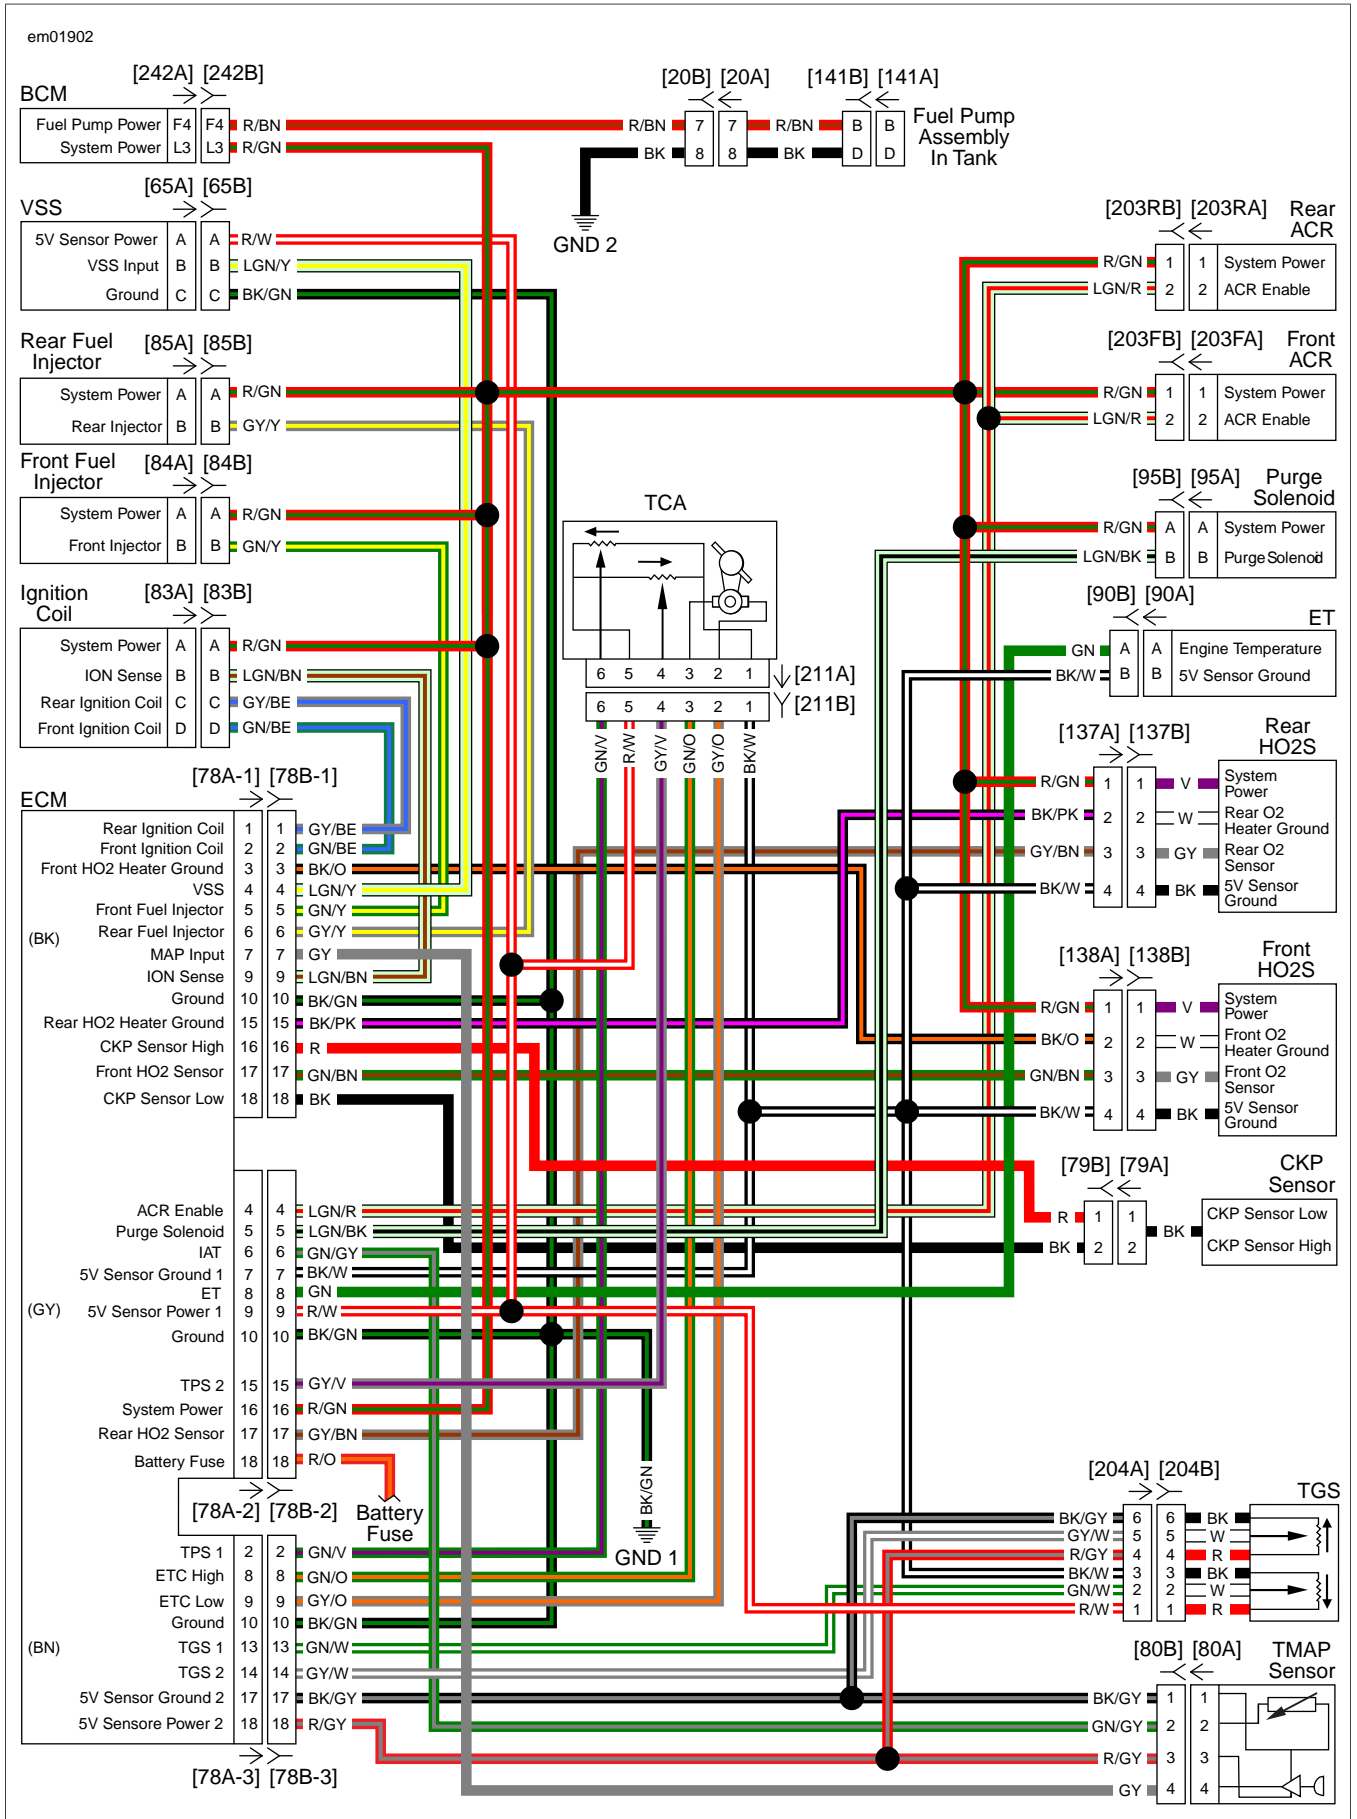 em01902
[242A] [242B]
BCM
Fuel Pump Power F4 F4 R/BN
System Power L3 L3 R/GN
[20B] [20A]
[141B] [141A]
R/BN 7 7 R/BN B B
BK 8 8 BK D D
Fuel Pump
Assembly
In Tank
GND 2
[65A] [65B]
VSS
5V Sensor Power A A R/W
VSS Input B B LGN/Y
Ground C C BK/GN
[203RB] [203RA]
Rear
ACR
R/GN 1 1 System Power
LGN/R 2 2 ACR Enable
Rear Fuel
Injector
[85A] [85B]
System Power A A R/GN
Rear Injector B B GY/Y
[203FB] [203FA]
Front
ACR
R/GN 1 1 System Power
LGN/R 2 2 ACR Enable
Front Fuel
Injector
[84A] [84B]
System Power A A R/GN
Front Injector B B GN/Y
[95B] [95A]
Purge
Solenoid
R/GN A A System Power
LGN/BK B B Purge Solenoid
Ignition
Coil
[83A] [83B]
System Power A A R/GN
ION Sense B B LGN/BN
Rear Ignition Coil C C GY/BE
Front Ignition Coil D D GN/BE
TCA
6 5 4 3 2 1 [211A]
6 5 4 3 2 1 [211B]
GN/V R/W GY/V GN/O GY/O BK/W
[90B] [90A]
ET
GN A A Engine Temperature
BK/W B B 5V Sensor Ground
[137A] [137B]
Rear
HO2S
R/GN 1 1 V System
Power
BK/PK 2 2 W Rear O2
Heater Ground
GY/BN 3 3 GY Rear O2
Sensor
BK/W 4 4 BK 5V Sensor
Ground
[138A] [138B]
Front
HO2S
R/GN 1 1 V System
Power
BK/O 2 2 W Front O2
Heater Ground
GN/BN 3 3 GY Front O2
Sensor
BK/W 4 4 BK 5V Sensor
Ground
[79B] [79A]
CKP
Sensor
R 1 1 BK CKP Sensor Low
BK 2 2 CKP Sensor High
[78A-1] [78B-1]
ECM
Rear Ignition Coil 1 1 GY/BE
Front Ignition Coil 2 2 GN/BE
Front HO2 Heater Ground 3 3 BK/O
VSS 4 4 LGN/Y
Front Fuel Injector 5 5 GN/Y
Rear Fuel Injector 6 6 GY/Y
(BK)
MAP Input 7 7 GY
ION Sense 9 9 LGN/BN
Ground 10 10 BK/GN
Rear HO2 Heater Ground 15 15 BK/PK
CKP Sensor High 16 16 R
Front HO2 Sensor 17 17 GN/BN
CKP Sensor Low 18 18 BK
ACR Enable 4 4 LGN/R
Purge Solenoid 5 5 LGN/BK
IAT 6 6 GN/GY
5V Sensor Ground 1 7 7 BK/W
ET 8 8 GN
(GY)
5V Sensor Power 1 9 9 R/W
Ground 10 10 BK/GN
TPS 2 15 15 GY/V
System Power 16 16 R/GN
Rear HO2 Sensor 17 17 GY/BN
Battery Fuse 18 18 R/O
[78A-2] [78B-2]
Battery
Fuse
BK/GN
GND 1
TPS 1 2 2 GN/V
ETC High 8 8 GN/O
ETC Low 9 9 GY/O
Ground 10 10 BK/GN
(BN)
TGS 1 13 13 GN/W
TGS 2 14 14 GY/W
5V Sensor Ground 2 17 17 BK/GY
5V Sensore Power 2 18 18 R/GY
[78A-3] [78B-3]
[204A] [204B]
TGS
BK/GY 6 6 BK
GY/W 5 5 W
R/GY 4 4 R
BK/W 3 3 BK
GN/W 2 2 W
R/W 1 1 R
[80B] [80A]
TMAP
Sensor
BK/GY 1 1
GN/GY 2 2
R/GY 3 3
GY 4 4